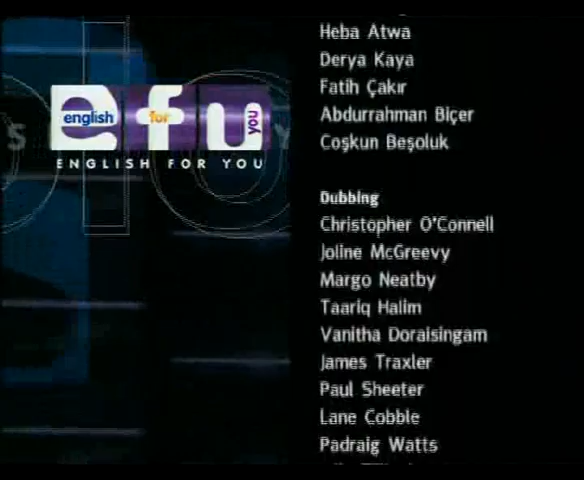 english
for
you
ENGLISH FOR YOU
Heba Atwa
Derya Kaya
Fatih Çakır
Abdurrahman Biçer
Coşkun Beşoluk
Dubbing
Christopher O'Connell
Joline McGreevy
Margo Neatby
Taariq Halim
Vanitha Doraisingam
James Traxler
Paul Sheeter
Lane Cobble
Padraig Watts